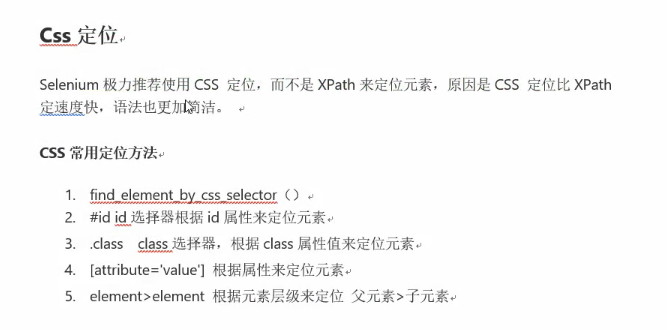 Css 定位
Selenium 极力推荐使用 CSS 定位，而不是 XPath 来定位元素，原因是 CSS 定位比 XPath
定速度快，语法也更加简洁。
CSS 常用定位方法
1. find_element_by_css_selector（）
2. #id id 选择器根据 id 属性来定位元素
3. .class class 选择器，根据 class 属性值来定位元素
4. [attribute='value'] 根据属性来定位元素
5. element>element 根据元素层级来定位 父元素>子元素